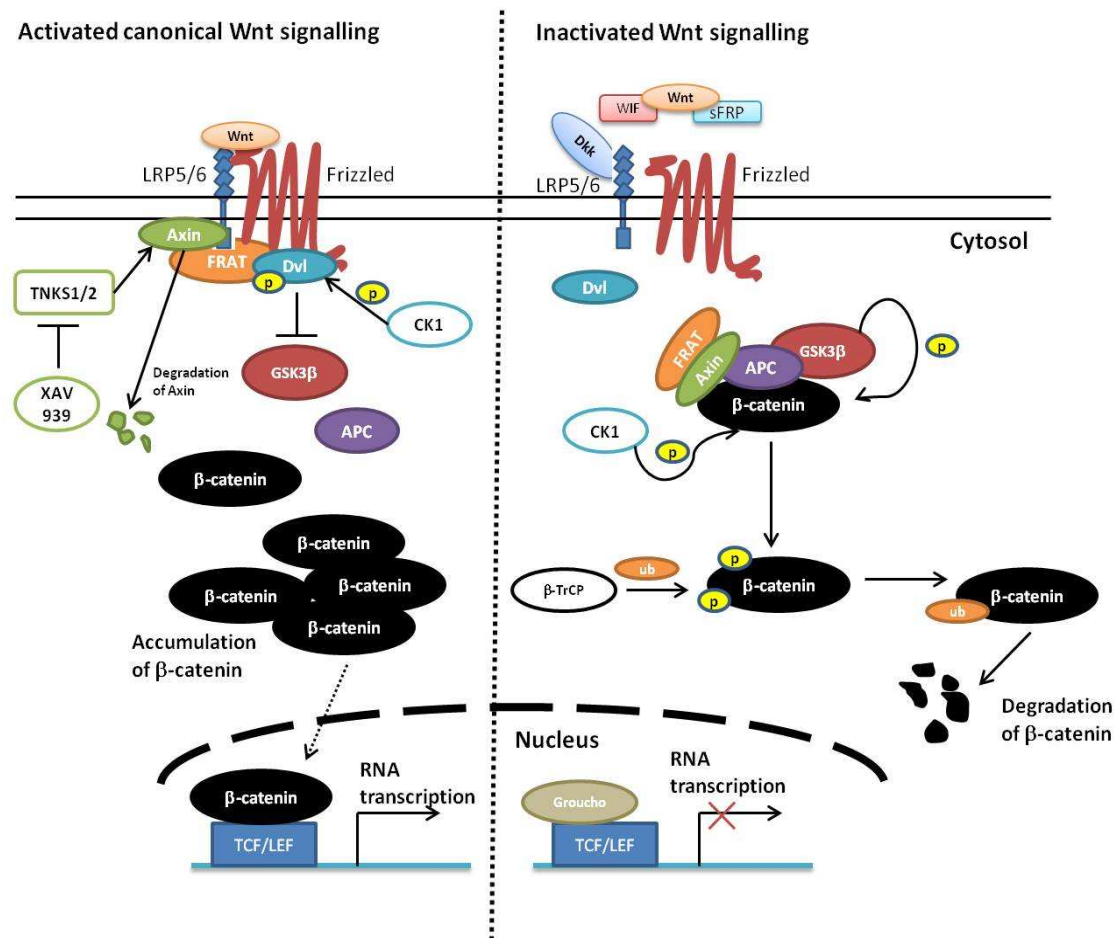 Activated canonical Wnt signalling
Wnt
LRP5/6
Frizzled
Axin
FRAT
Dvl
p
p
TNKS1/2
CK1
XAV
939
Degradation
of Axin
GSK3β
APC
β-catenin
β-catenin
β-catenin
β-catenin
β-catenin
Accumulation
of β-catenin
β-catenin
TCF/LEF
RNA
transcription
Inactivated Wnt signalling
WIF
Wnt
sFRP
Dkk
LRP5/6
Frizzled
Cytosol
Dvl
FRAT
Axin
APC
GSK3β
p
β-catenin
CK1
p
β-TrCP
ub
p
p
β-catenin
β-catenin
ub
Degradation
of β-catenin
Nucleus
Groucho
TCF/LEF
RNA
transcription